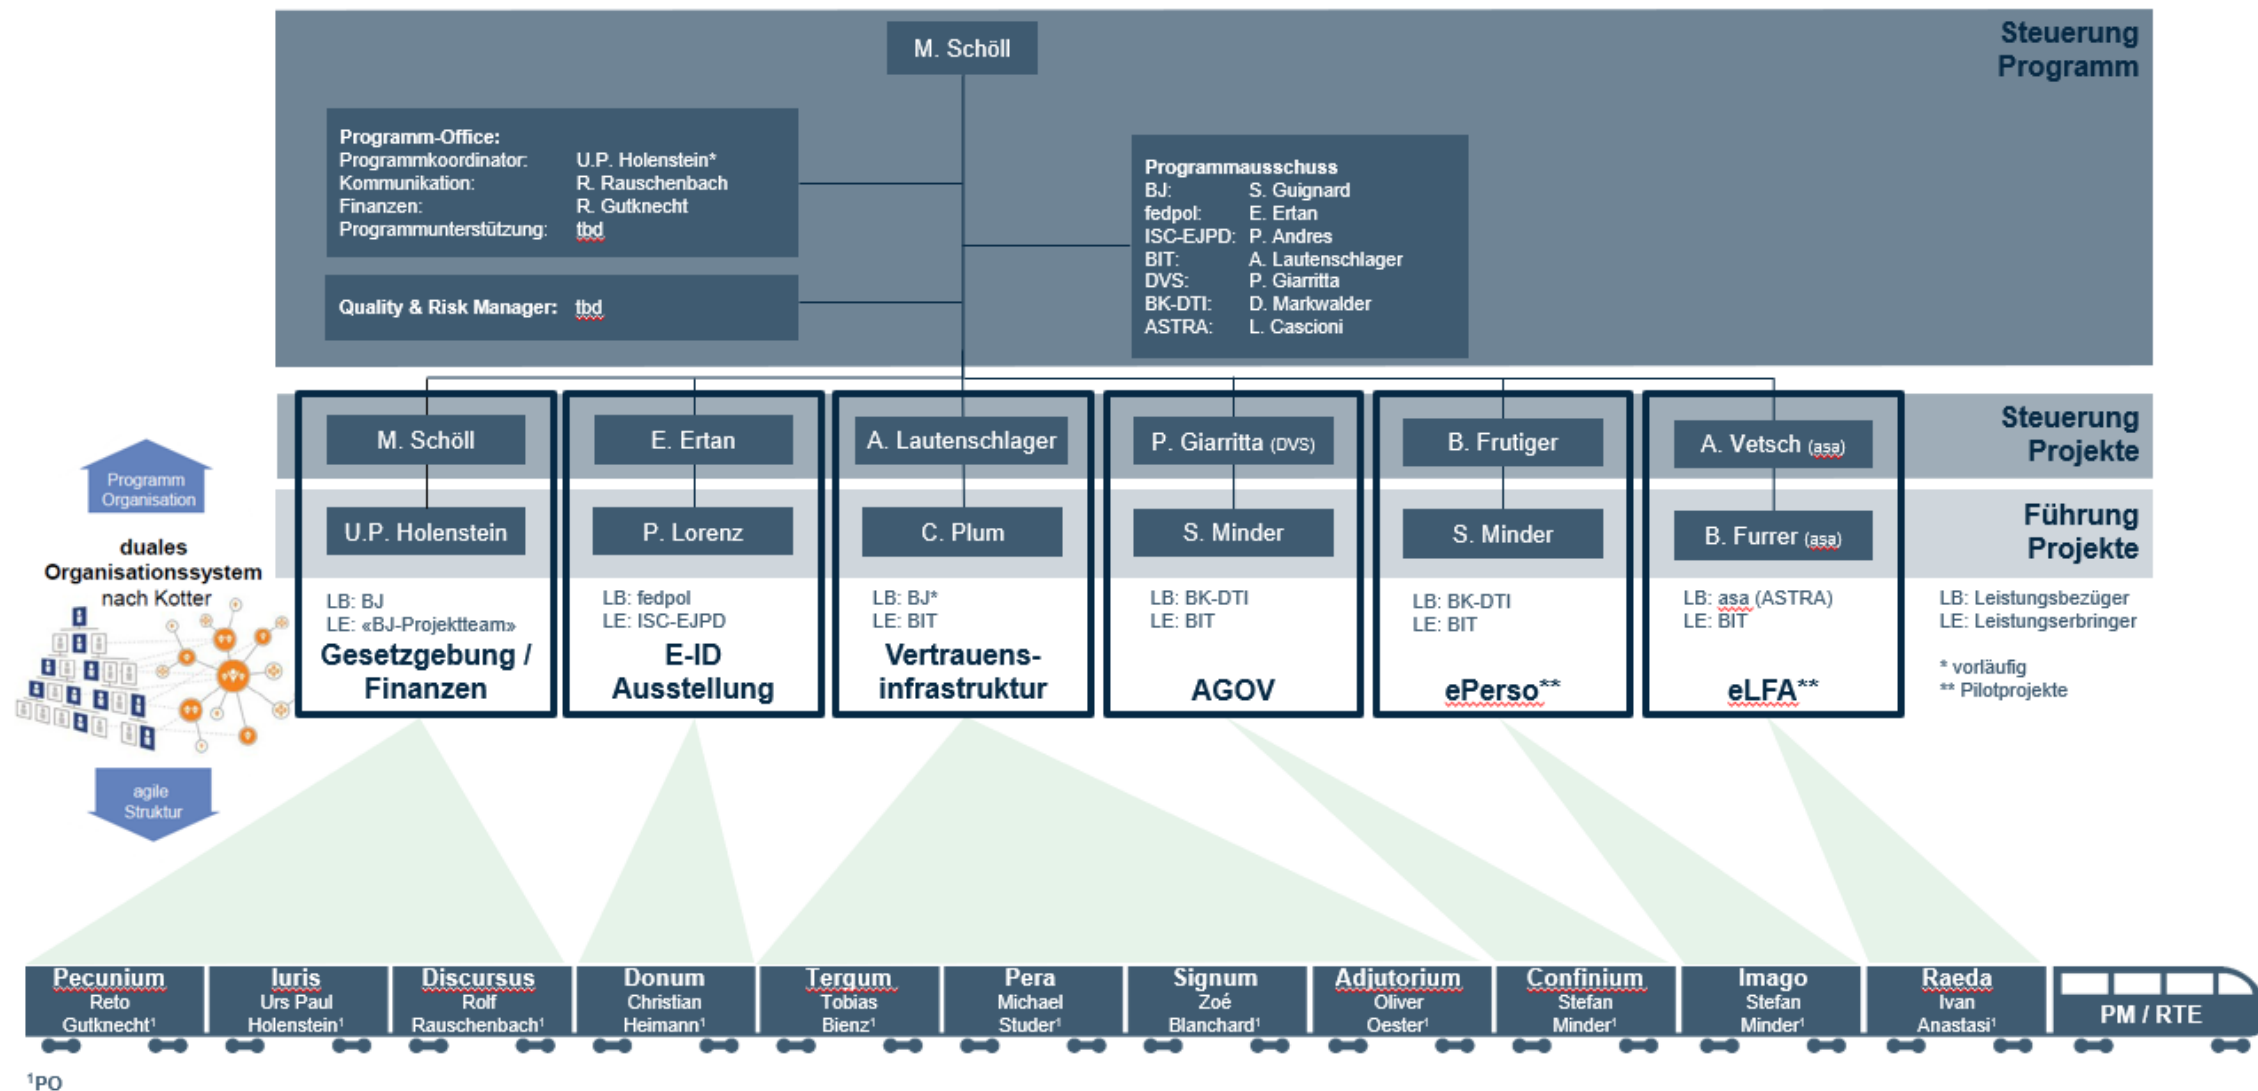 Steuerung
Programm
M. Schöll
Programm-Office:
Programmkoordinator: U.P. Holenstein*
Kommunikation: R. Rauschenbach
Finanzen: R. Gutknecht
Programmunterstützung: tbd
Quality & Risk Manager: tbd
Programmausschuss
BJ: S. Guignard
fedpol: E. Ertan
ISC-EJPD: P. Andres
BIT: A. Lautenschlager
DVS: P. Giarritta
BK-DTI: D. Markwalder
ASTRA: L. Cascioni
Steuerung
Projekte
M. Schöll
E. Ertan
A. Lautenschlager
P. Giarritta (DVS)
B. Frutiger
A. Vetsch (asa)
Führung
Projekte
U.P. Holenstein
P. Lorenz
C. Plum
S. Minder
S. Minder
B. Furrer (asa)
LB: BJ
LE: «BJ-Projektteam»
Gesetzgebung /
Finanzen
LB: fedpol
LE: ISC-EJPD
E-ID
Ausstellung
LB: BJ*
LE: BIT
Vertrauens-
infrastruktur
LB: BK-DTI
LE: BIT
AGOV
LB: BK-DTI
LE: BIT
ePerso**
LB: asa (ASTRA)
LE: BIT
eLFA**
LB: Leistungsbezüger
LE: Leistungserbringer
* vorläufig
** Pilotprojekte
Programm
Organisation
duales
Organisationssystem
nach Kotter
agile
Struktur
Pecunium
Reto
Gutknecht¹
Iuris
Urs Paul
Holenstein¹
Discursus
Rolf
Rauschenbach¹
Donum
Christian
Heimann¹
Tergum
Tobias
Bienz¹
Pera
Michael
Studer¹
Signum
Zoé
Blanchard¹
Adjutorium
Oliver
Oester¹
Confinium
Stefan
Minder¹
Imago
Stefan
Minder¹
Raeda
Ivan
Anastasi¹
PM / RTE
¹PO